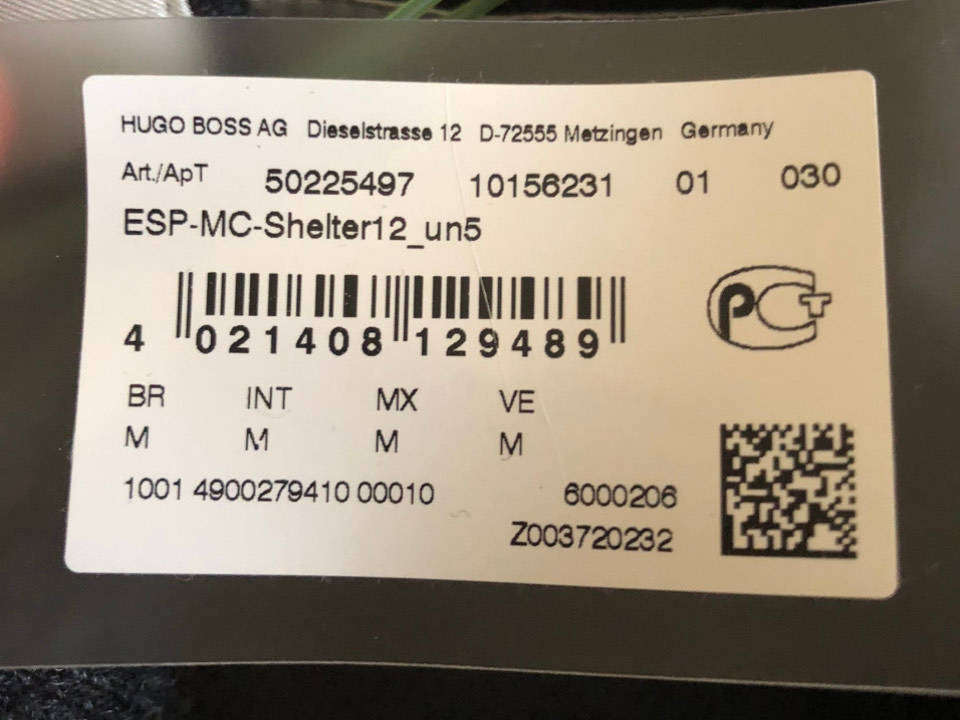 HUGO BOSS AG Dieselstrasse 12 D-72555 Metzingen Germany
Art./ApT 50225497 10156231 01 030
ESP-MC-Shelter12_un5
4 021408 129489
PCT
BR INT MX VE
M M M M
1001 4900279410 00010 6000206
Z003720232